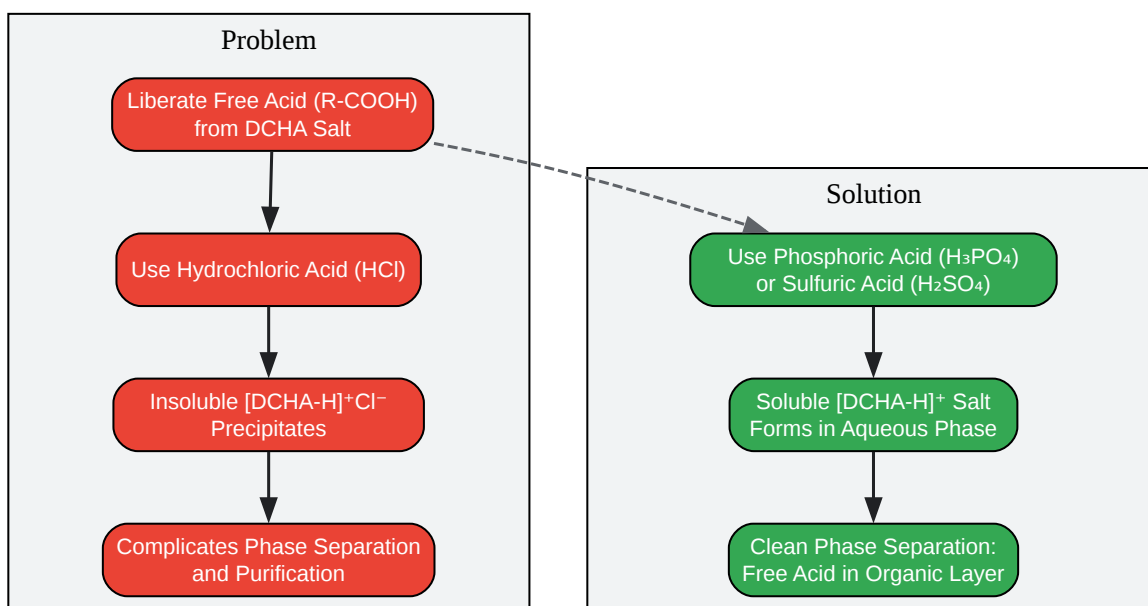 Problem
Liberate Free Acid (R-COOH)
from DCHA Salt
Use Hydrochloric Acid (HCl)
Insoluble [DCHA-H]⁺Cl⁻
Precipitates
Complicates Phase Separation
and Purification
Solution
Use Phosphoric Acid (H₃PO₄)
or Sulfuric Acid (H₂SO₄)
Soluble [DCHA-H]⁺ Salt
Forms in Aqueous Phase
Clean Phase Separation:
Free Acid in Organic Layer